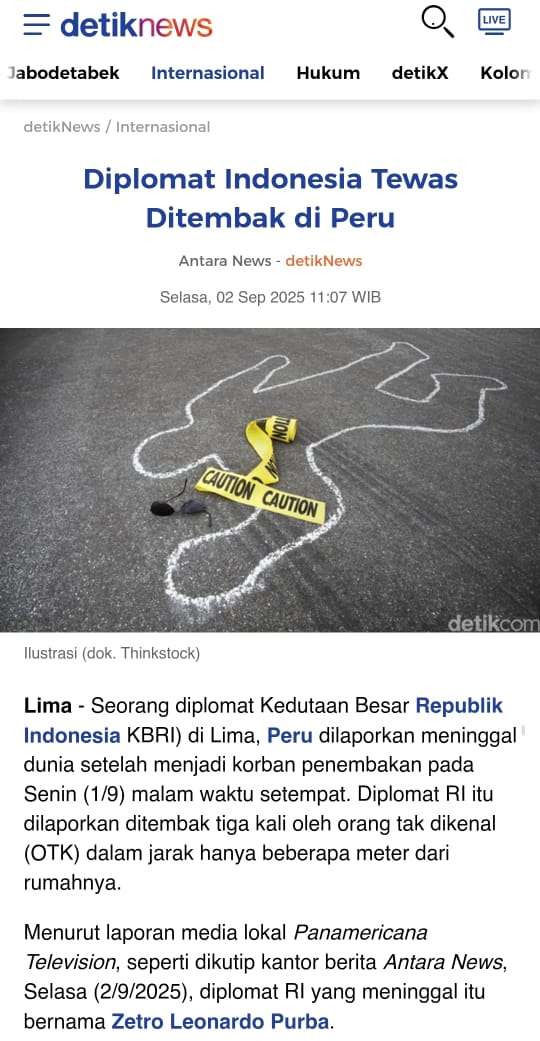 detiknews
LIVE
Jabodetabek Internasional Hukum detikX Kolom
detikNews / Internasional
Diplomat Indonesia Tewas
Ditembak di Peru
Antara News - detikNews
Selasa, 02 Sep 2025 11:07 WIB
CAUTION
CAUTION CAUTION
detikcom
Ilustrasi (dok. Thinkstock)
Lima - Seorang diplomat Kedutaan Besar Republik
Indonesia KBRI) di Lima, Peru dilaporkan meninggal
dunia setelah menjadi korban penembakan pada
Senin (1/9) malam waktu setempat. Diplomat RI itu
dilaporkan ditembak tiga kali oleh orang tak dikenal
(OTK) dalam jarak hanya beberapa meter dari
rumahnya.
Menurut laporan media lokal Panamericana
Television, seperti dikutip kantor berita Antara News,
Selasa (2/9/2025), diplomat RI yang meninggal itu
bernama Zetro Leonardo Purba.